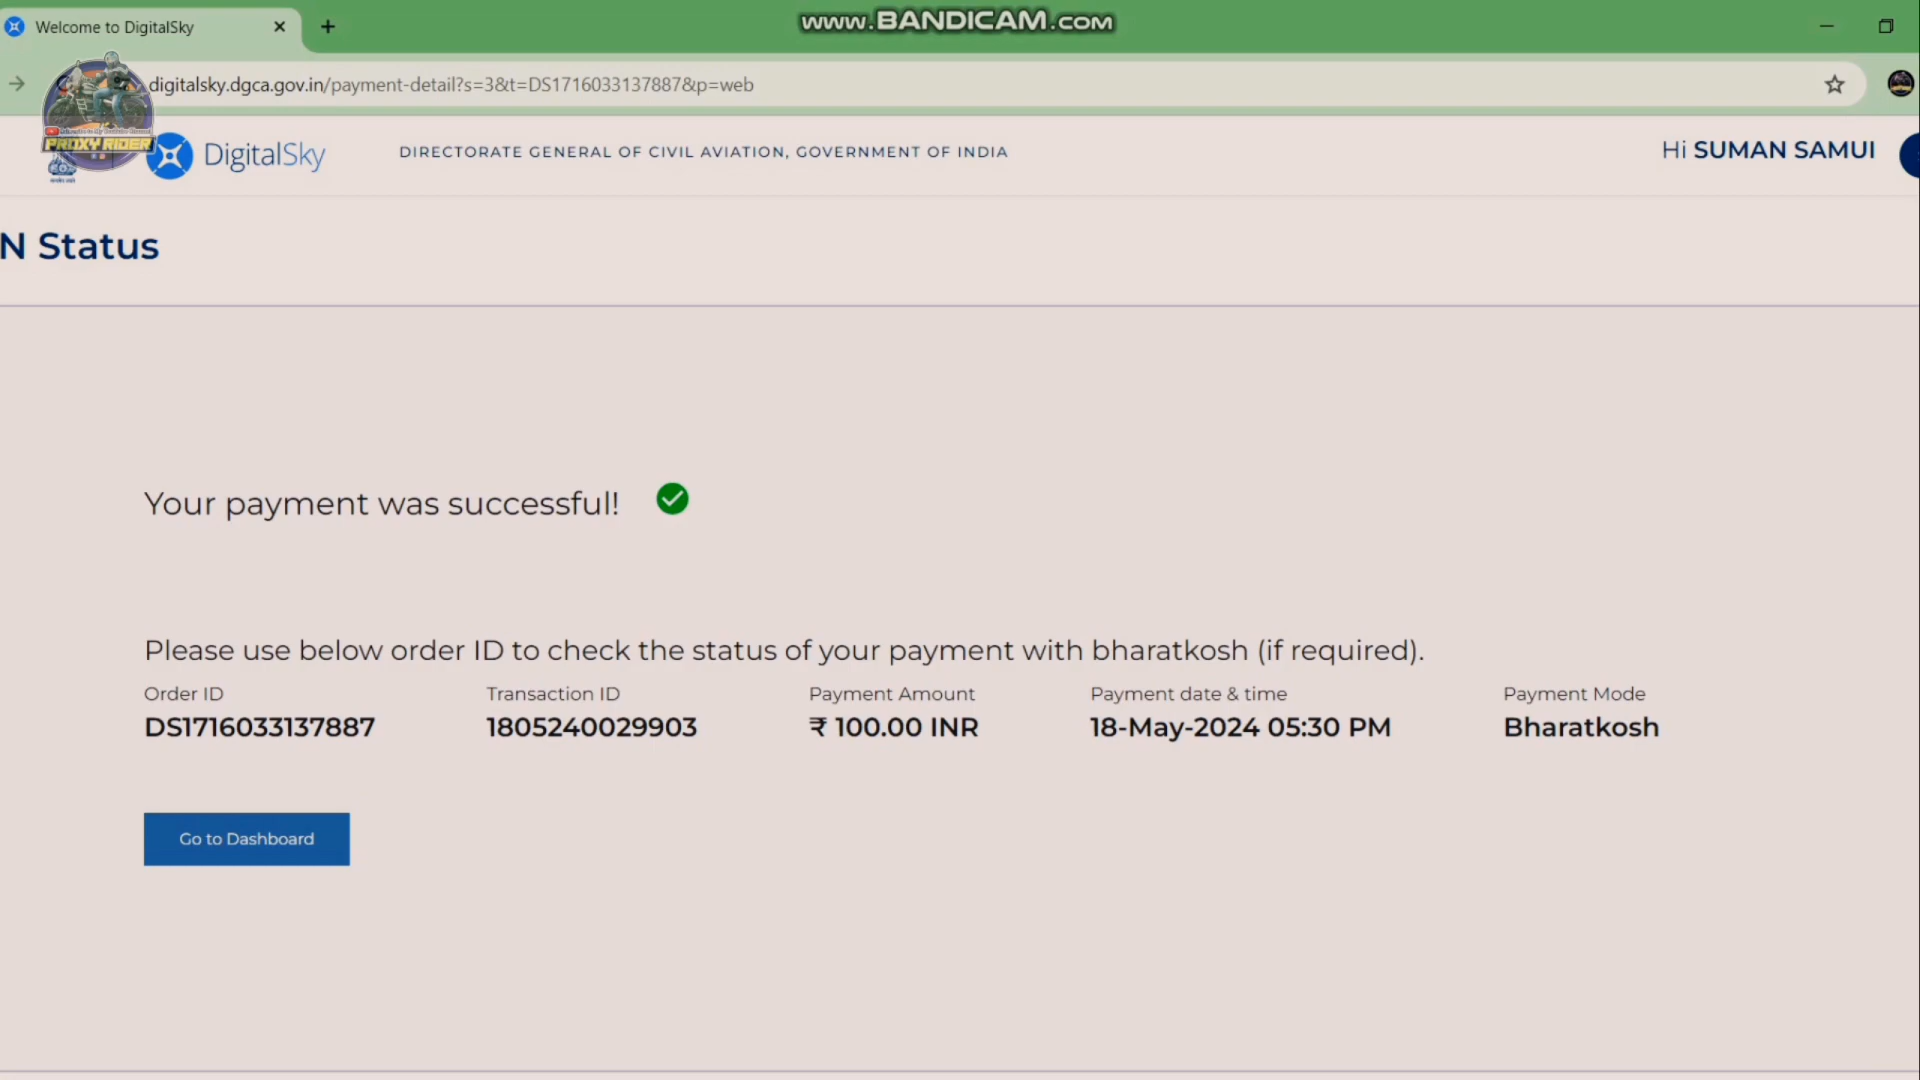 Welcome to DigitalSky
www.BANDICAM.com
digitalsky.dgca.gov.in/payment-detail?s=3&t=DS1716033137887&p=web
PROXY RIDER
DigitalSky
DIRECTORATE GENERAL OF CIVIL AVIATION, GOVERNMENT OF INDIA
Hi SUMAN SAMUI
N Status
Your payment was successful!
Please use below order ID to check the status of your payment with bharatkosh (if required).
Order ID Transaction ID Payment Amount Payment date & time Payment Mode
DS1716033137887 1805240029903 ₹ 100.00 INR 18-May-2024 05:30 PM Bharatkosh
Go to Dashboard